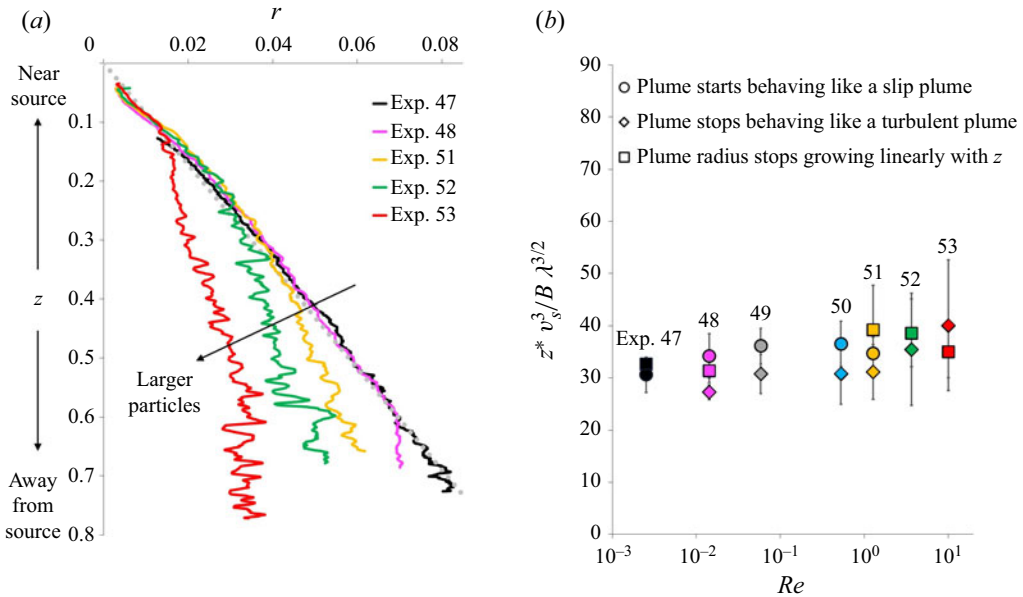 (a)
r
0 0.02 0.04 0.06 0.08
Near
source
0.1
0.2
0.3
z
0.4
0.5
0.6
Away
from
source
0.7
0.8
Exp. 47
Exp. 48
Exp. 51
Exp. 52
Exp. 53
Larger
particles
(b)
90
80
70
60
50
40
30
20
10
0
z* v_s^3/B λ^{3/2}
Plume starts behaving like a slip plume
Plume stops behaving like a turbulent plume
Plume radius stops growing linearly with z
Exp. 47
48
49
50
51
52
53
10^{−3} 10^{−2} 10^{−1} 10^0 10^1
Re